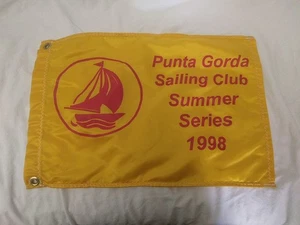 Punta Gorda
Sailing Club
Summer
Series
1998